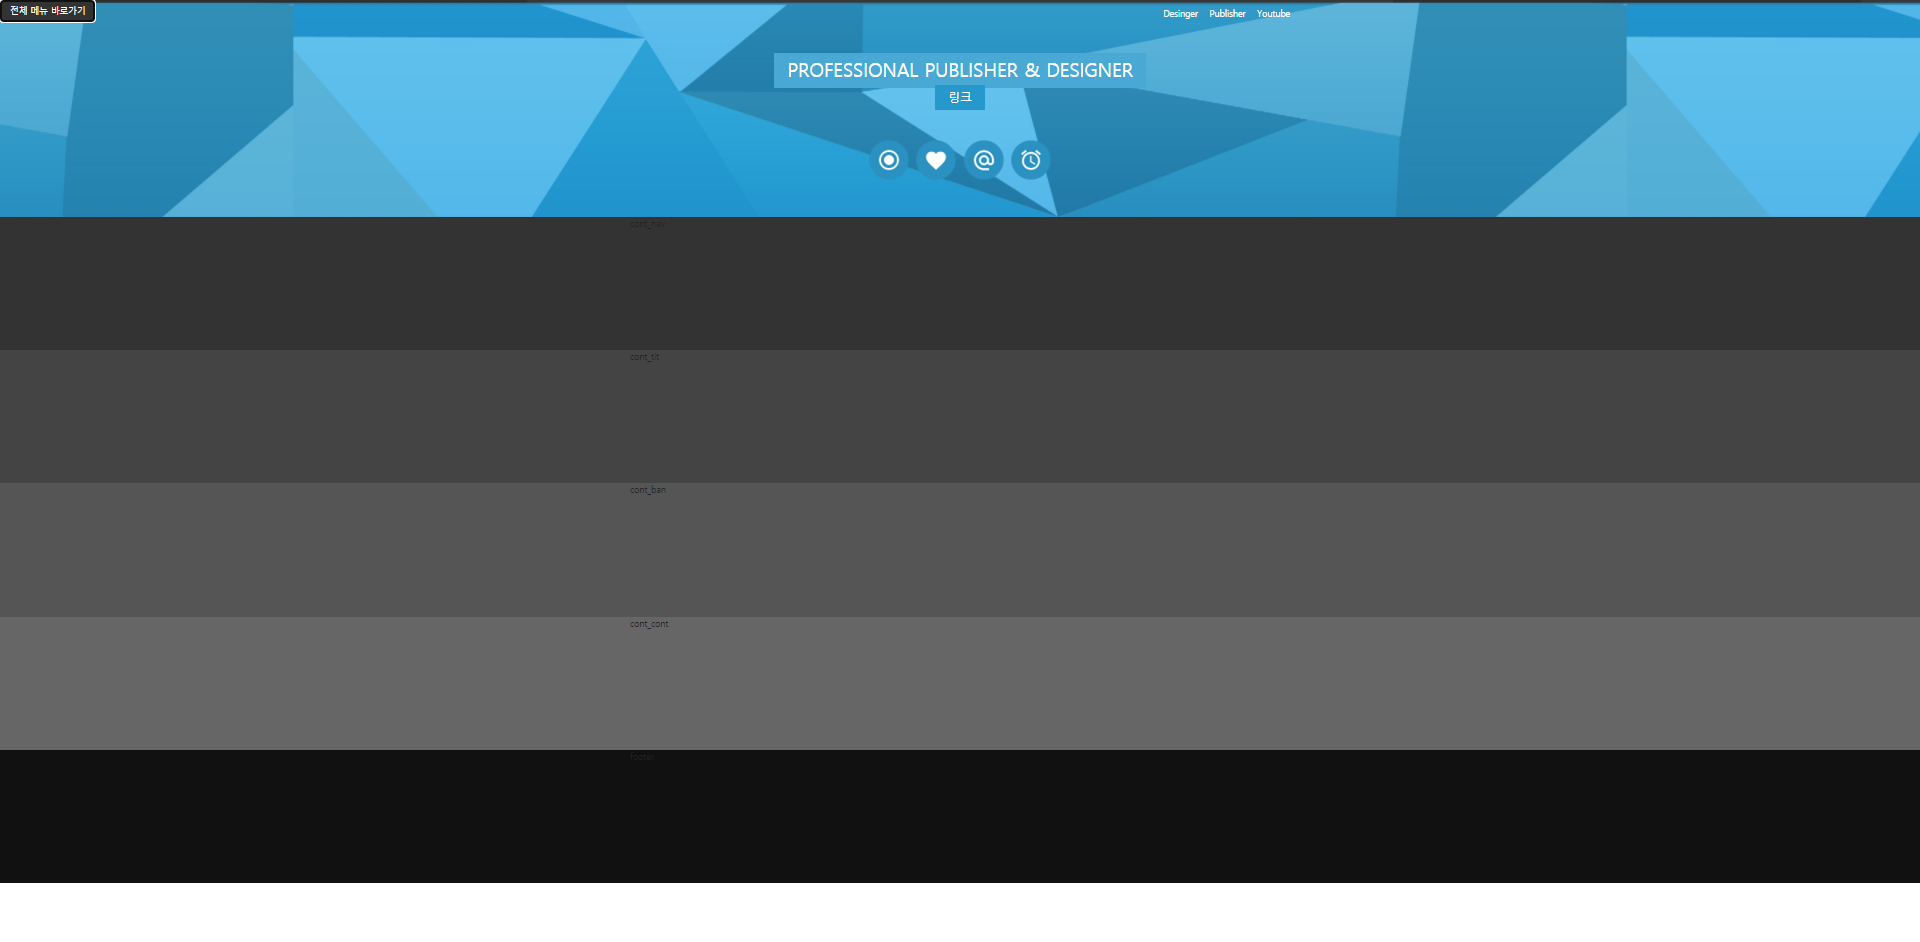 전체 메뉴 바로가기
Desinger Publisher Youtube
PROFESSIONAL PUBLISHER & DESIGNER
링크
cont_tit
cont_ban
cont_cont
footer